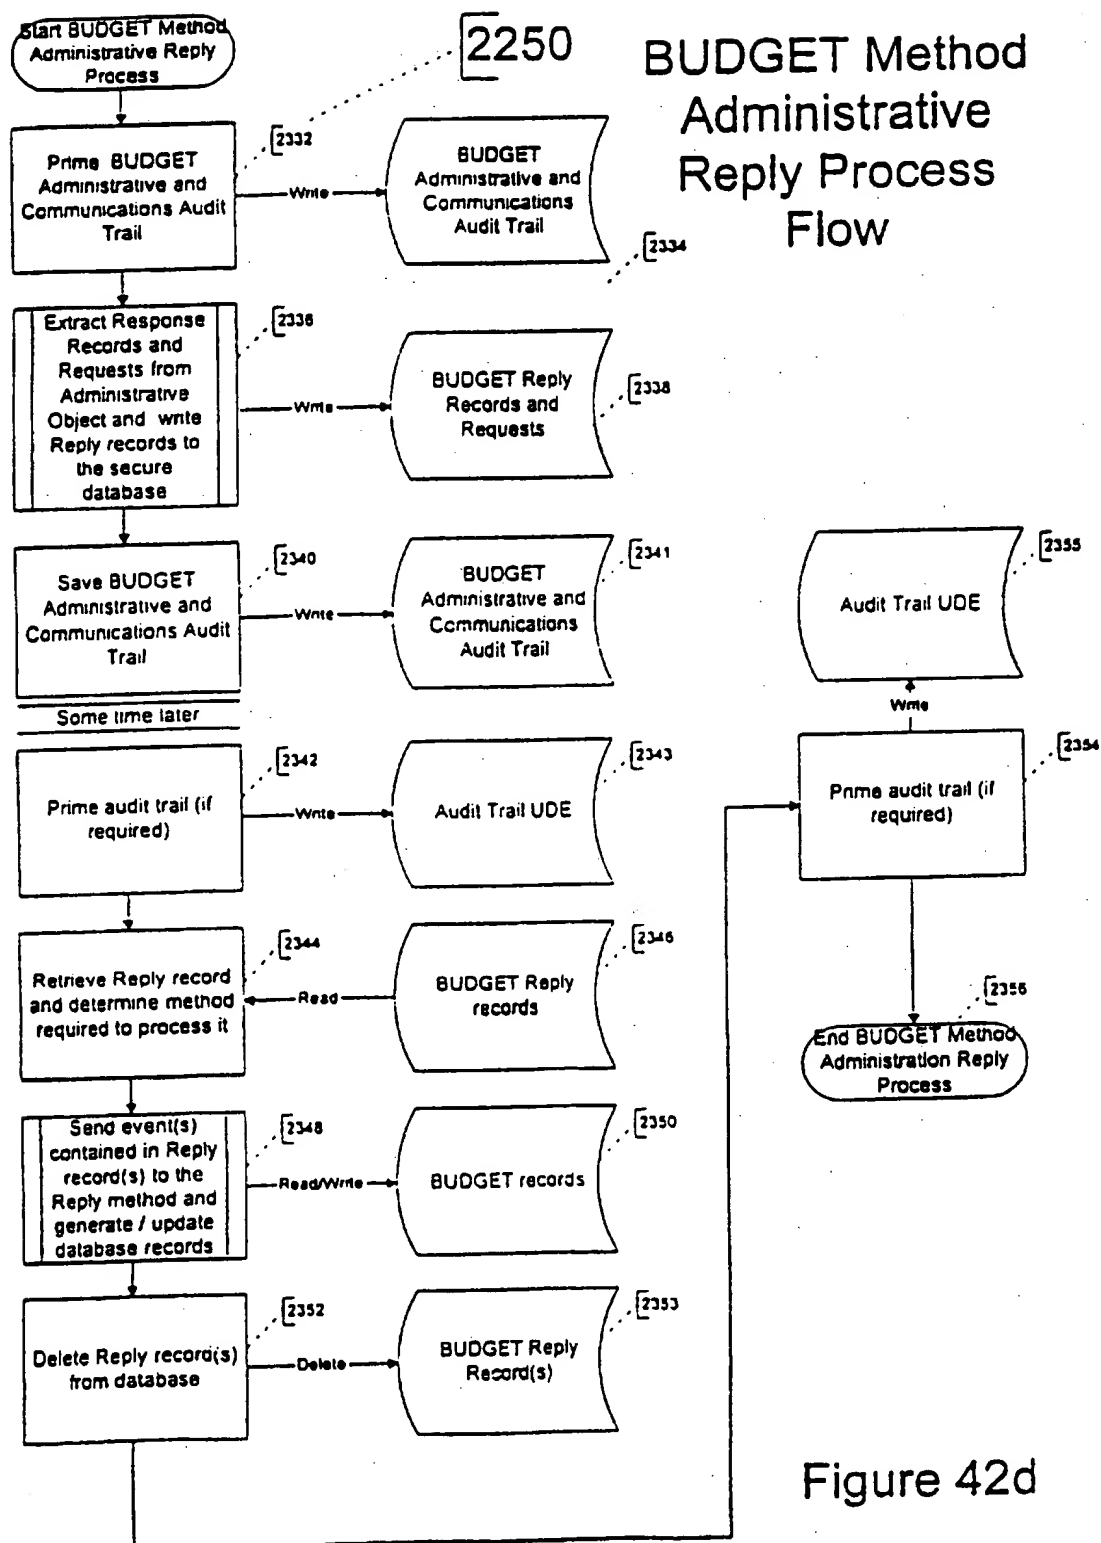 Start BUDGET Method
Administrative Reply
Process
2250
BUDGET Method
Administrative
Reply Process
Flow
2332
Prime BUDGET
Administrative and
Communications Audit
Trail
Write
BUDGET
Administrative and
Communications
Audit Trail
2334
2336
Extract Response
Records and
Requests from
Administrative
Object and write
Reply records to
the secure
database
Write
BUDGET Reply
Records and
Requests
2338
2340
Save BUDGET
Administrative and
Communications Audit
Trail
Write
BUDGET
Administrative and
Communications
Audit Trail
2341
Some time later
2342
Prime audit trail (if
required)
Write
Audit Trail UDE
2343
2344
Retrieve Reply record
and determine method
required to process it
Read
BUDGET Reply
records
2346
2348
Send event(s)
contained in Reply
record(s) to the
Reply method and
generate / update
database records
Read/Write
BUDGET records
2350
2352
Delete Reply record(s)
from database
Delete
BUDGET Reply
Record(s)
2353
2355
Audit Trail UDE
Write
2354
Prime audit trail (if
required)
2356
End BUDGET Method
Administration Reply
Process
Figure 42d